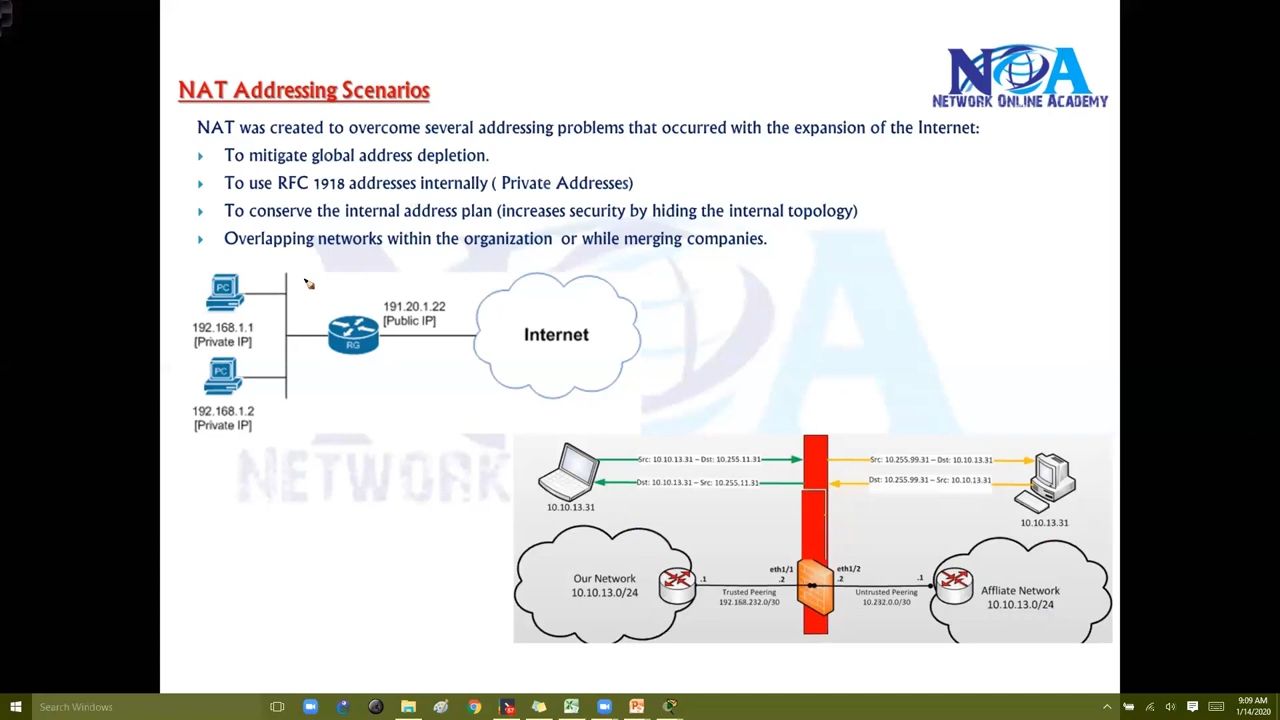 NAT Addressing Scenarios
NOA
NETWORK ONLINE ACADEMY
NAT was created to overcome several addressing problems that occurred with the expansion of the Internet:
To mitigate global address depletion.
To use RFC 1918 addresses internally ( Private Addresses)
To conserve the internal address plan (increases security by hiding the internal topology)
Overlapping networks within the organization or while merging companies.
PC
192.168.1.1
[Private IP]
PC
192.168.1.2
[Private IP]
RG
191.20.1.22
[Public IP]
Internet
NETWORK
Src: 10.10.13.31 – Dst: 10.255.11.31
Src: 10.255.99.31 – Dst: 10.10.13.31
Dst: 10.10.13.31 – Src: 10.255.11.31
Dst: 10.255.99.31 – Src: 10.10.13.31
10.10.13.31
10.10.13.31
Our Network
10.10.13.0/24
.1
Trusted Peering
192.168.232.0/30
eth1/1
.2
eth1/2
.2
Untrusted Peering
10.232.0.0/30
.1
Affliate Network
10.10.13.0/24
Search Windows
67
9:09 AM
1/14/2020